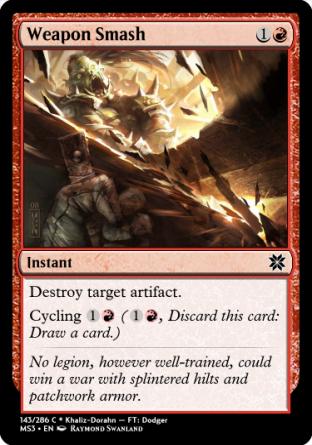 Weapon Smash 1
Instant
Destroy target artifact.
Cycling 1 ( 1 , Discard this card:
Draw a card.)
No legion, however well-trained, could
win a war with splintered hilts and
patchwork armor.
143/286 C * Khaliz-Dorahn — FT: Dodger
MS3 • EN Raymond Swanland